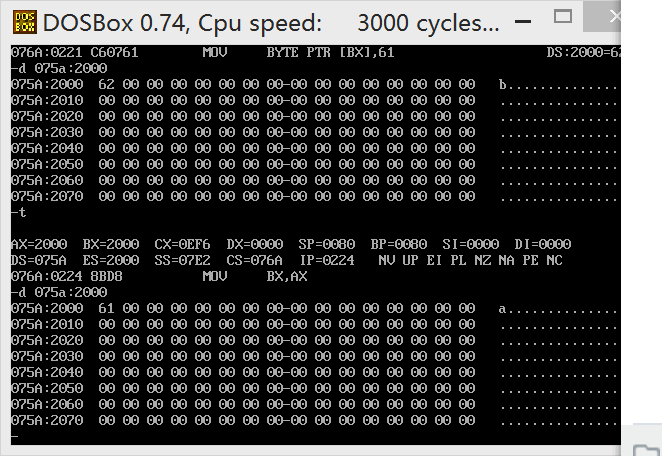 DOSBox 0.74, Cpu speed: 3000 cycles...
076A:0221 C60761 MOV BYTE PTR [BX],61 DS:2000=62
-d 075a:2000
075A:2000 62 00 00 00 00 00 00 00-00 00 00 00 00 00 00 00 b...............
075A:2010 00 00 00 00 00 00 00 00-00 00 00 00 00 00 00 00 ................
075A:2020 00 00 00 00 00 00 00 00-00 00 00 00 00 00 00 00 ................
075A:2030 00 00 00 00 00 00 00 00-00 00 00 00 00 00 00 00 ................
075A:2040 00 00 00 00 00 00 00 00-00 00 00 00 00 00 00 00 ................
075A:2050 00 00 00 00 00 00 00 00-00 00 00 00 00 00 00 00 ................
075A:2060 00 00 00 00 00 00 00 00-00 00 00 00 00 00 00 00 ................
075A:2070 00 00 00 00 00 00 00 00-00 00 00 00 00 00 00 00 ................
-t
AX=2000 BX=2000 CX=0EF6 DX=0000 SP=0080 BP=0080 SI=0000 DI=0000
DS=075A ES=2000 SS=07E2 CS=076A IP=0224 NV UP EI PL NZ NA PE NC
076A:0224 8BD8 MOV BX,AX
-d 075a:2000
075A:2000 61 00 00 00 00 00 00 00-00 00 00 00 00 00 00 00 a...............
075A:2010 00 00 00 00 00 00 00 00-00 00 00 00 00 00 00 00 ................
075A:2020 00 00 00 00 00 00 00 00-00 00 00 00 00 00 00 00 ................
075A:2030 00 00 00 00 00 00 00 00-00 00 00 00 00 00 00 00 ................
075A:2040 00 00 00 00 00 00 00 00-00 00 00 00 00 00 00 00 ................
075A:2050 00 00 00 00 00 00 00 00-00 00 00 00 00 00 00 00 ................
075A:2060 00 00 00 00 00 00 00 00-00 00 00 00 00 00 00 00 ................
075A:2070 00 00 00 00 00 00 00 00-00 00 00 00 00 00 00 00 ................
-